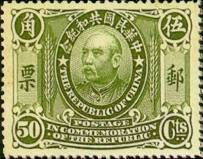 伍角
中華民國共和紀念
郵票
THE REPUBLIC OF CHINA
POSTAGE
50 IN COMMEMORATION Cts
OF THE REPUBLIC